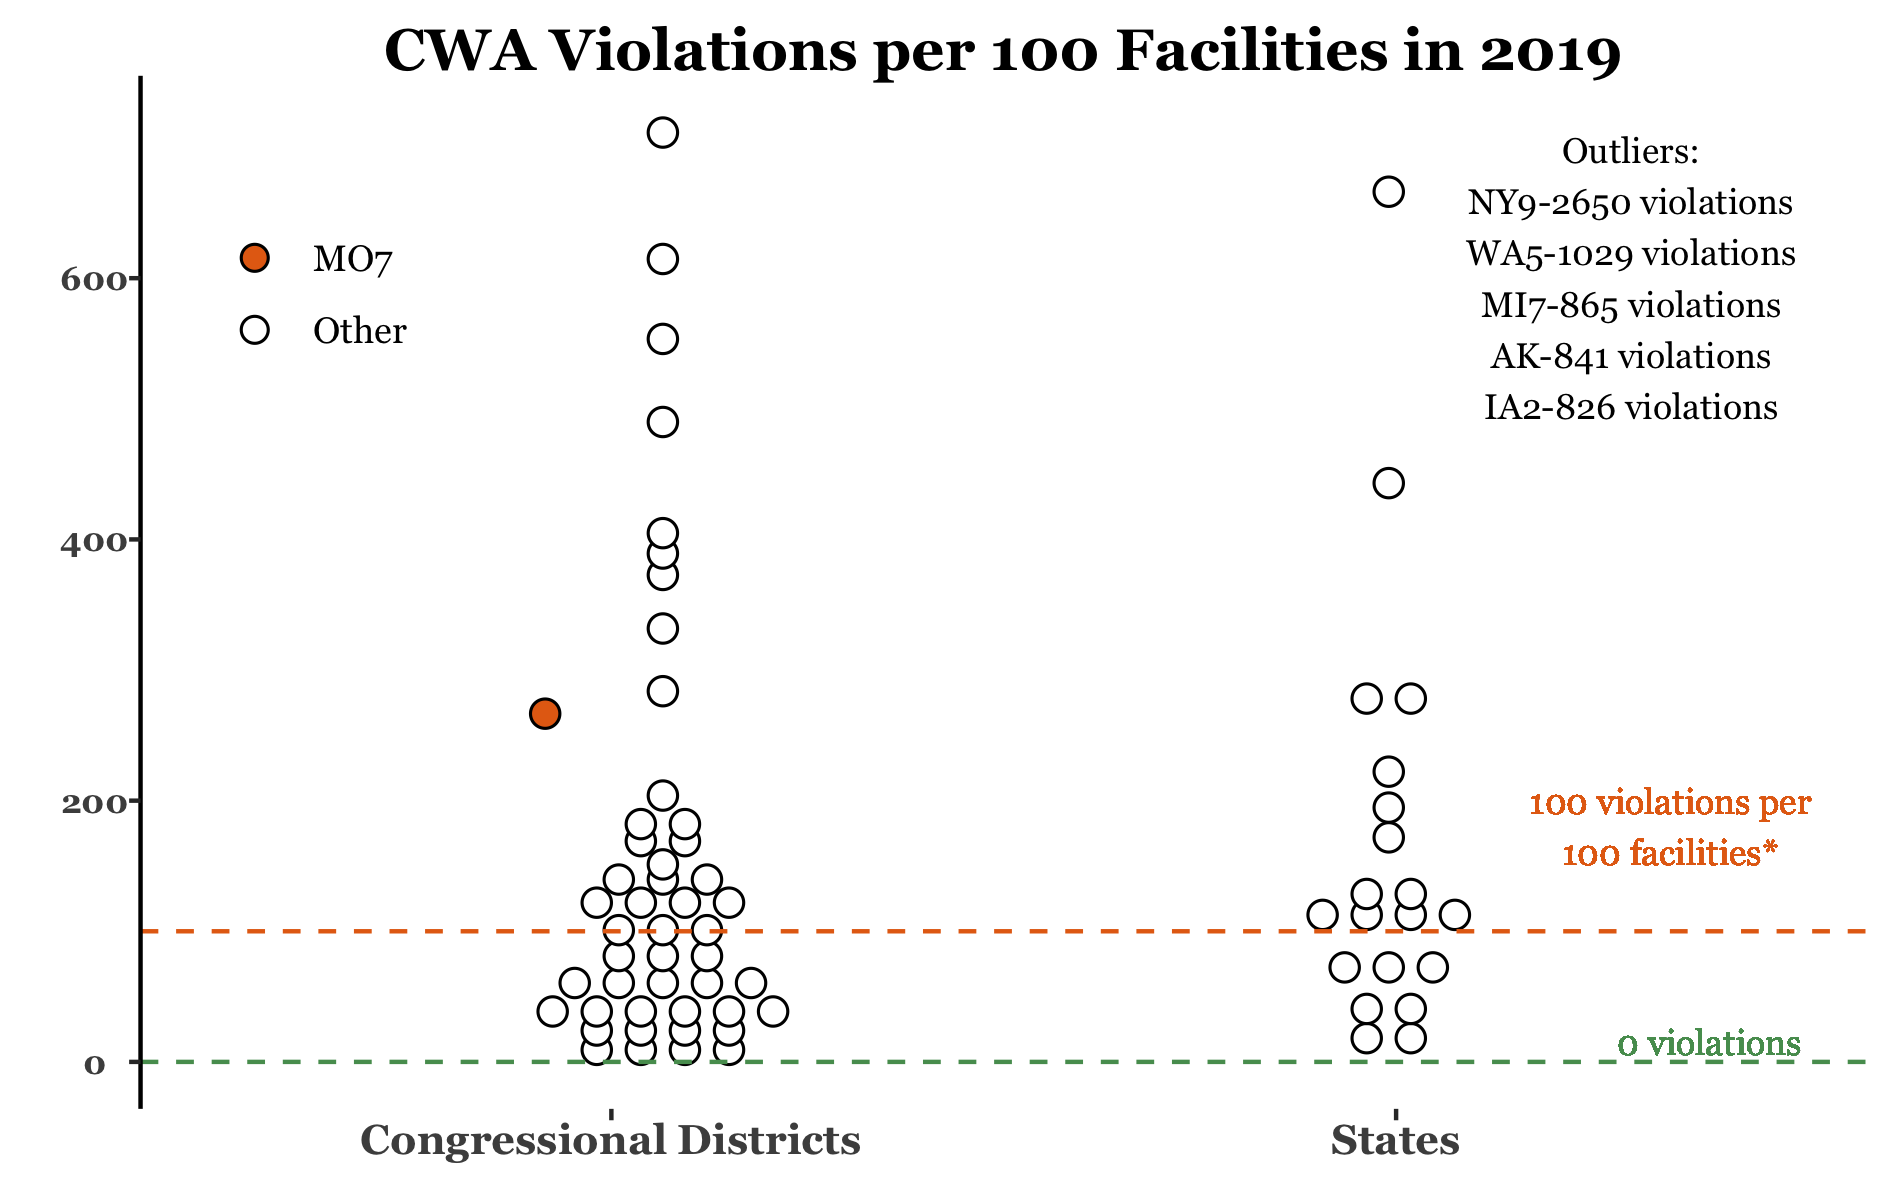 CWA Violations per 100 Facilities in 2019
Outliers:
NY9-2650 violations
WA5-1029 violations
MI7-865 violations
AK-841 violations
IA2-826 violations
MO7
Other
600
400
200
0
100 violations per
100 facilities*
0 violations
Congressional Districts
States